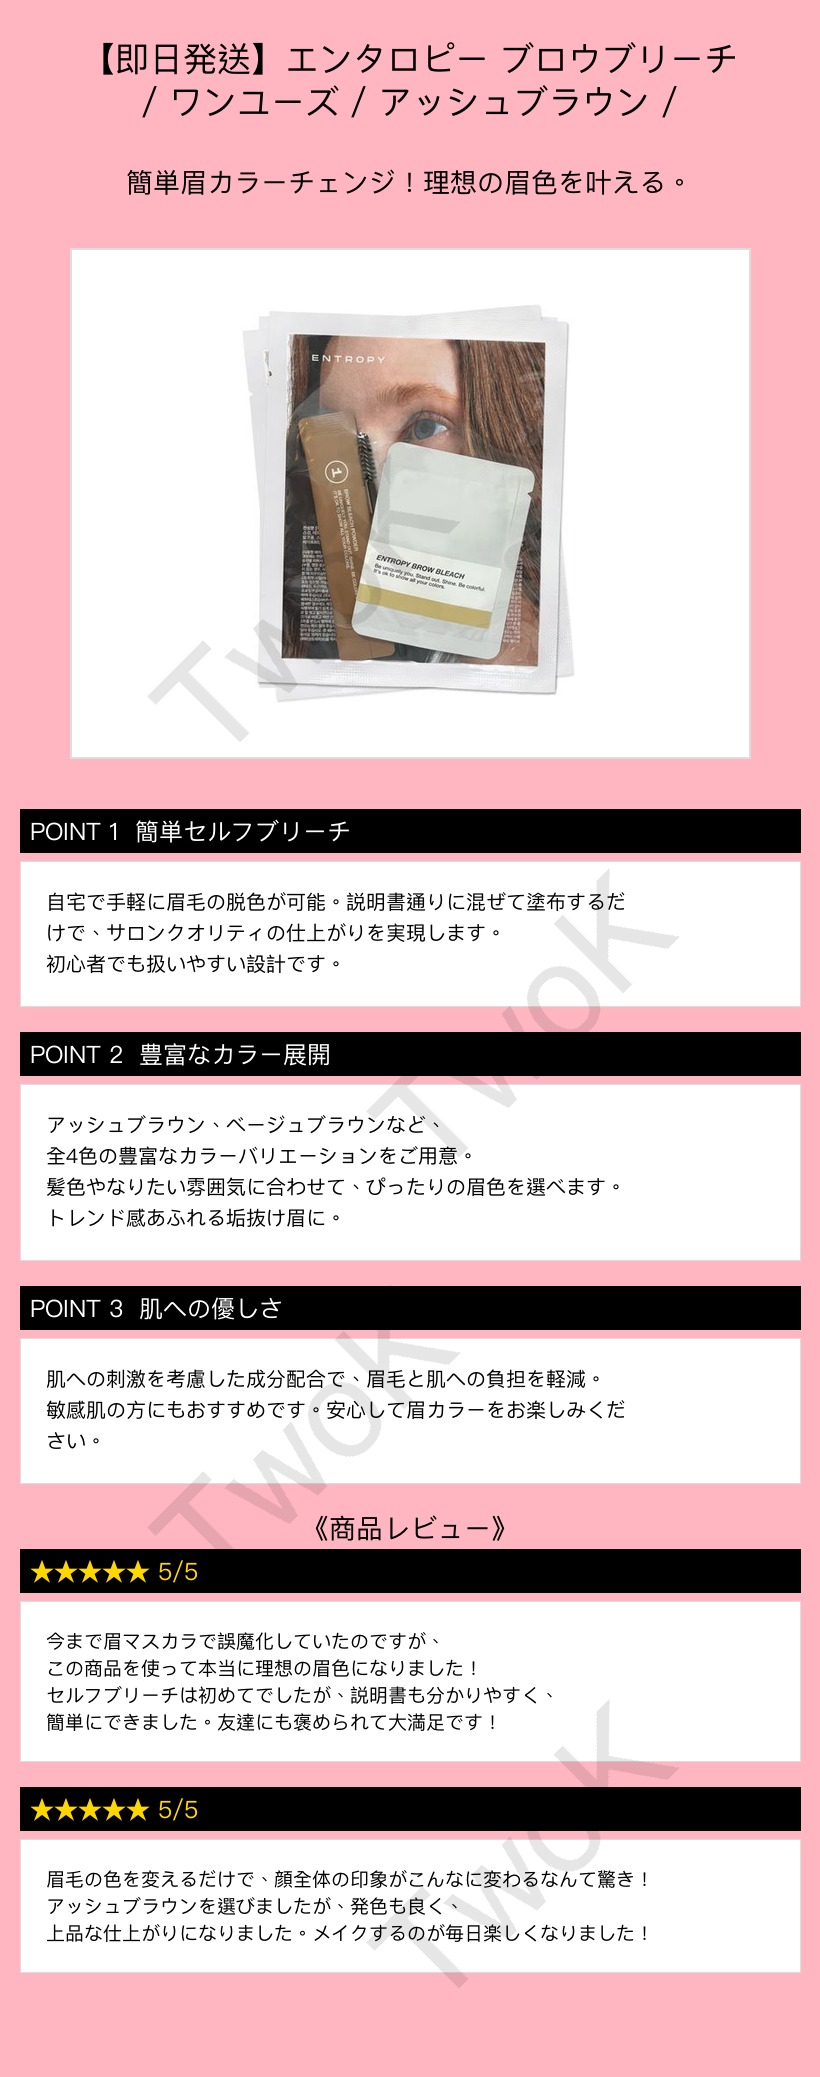 【即日発送】エンタロピー ブロウブリーチ
/ ワンユーズ / アッシュブラウン /
簡単眉カラーチェンジ！理想の眉色を叶える。
ENTROPY
1
BROW BLEACH POWDER
ENTROPY BROW BLEACH
Be uniquely you. Stand out. Shine. Be colorful.
It's ok to show all your colors.
TwoK
POINT 1 簡単セルフブリーチ
自宅で手軽に眉毛の脱色が可能。説明書通りに混ぜて塗布するだ
けで、サロンクオリティの仕上がりを実現します。
初心者でも扱いやすい設計です。
TwoK
POINT 2 豊富なカラー展開
アッシュブラウン、ベージュブラウンなど、
全4色の豊富なカラーバリエーションをご用意。
髪色やなりたい雰囲気に合わせて、ぴったりの眉色を選べます。
トレンド感あふれる垢抜け眉に。
POINT 3 肌への優しさ
肌への刺激を考慮した成分配合で、眉毛と肌への負担を軽減。
敏感肌の方にもおすすめです。安心して眉カラーをお楽しみくだ
さい。
TwoK
《商品レビュー》
★★★★★ 5/5
今まで眉マスカラで誤魔化していたのですが、
この商品を使って本当に理想の眉色になりました！
セルフブリーチは初めてでしたが、説明書も分かりやすく、
簡単にできました。友達にも褒められて大満足です！
★★★★★ 5/5
眉毛の色を変えるだけで、顔全体の印象がこんなに変わるなんて驚き！
アッシュブラウンを選びましたが、発色も良く、
上品な仕上がりになりました。メイクするのが毎日楽しくなりました！
TwoK